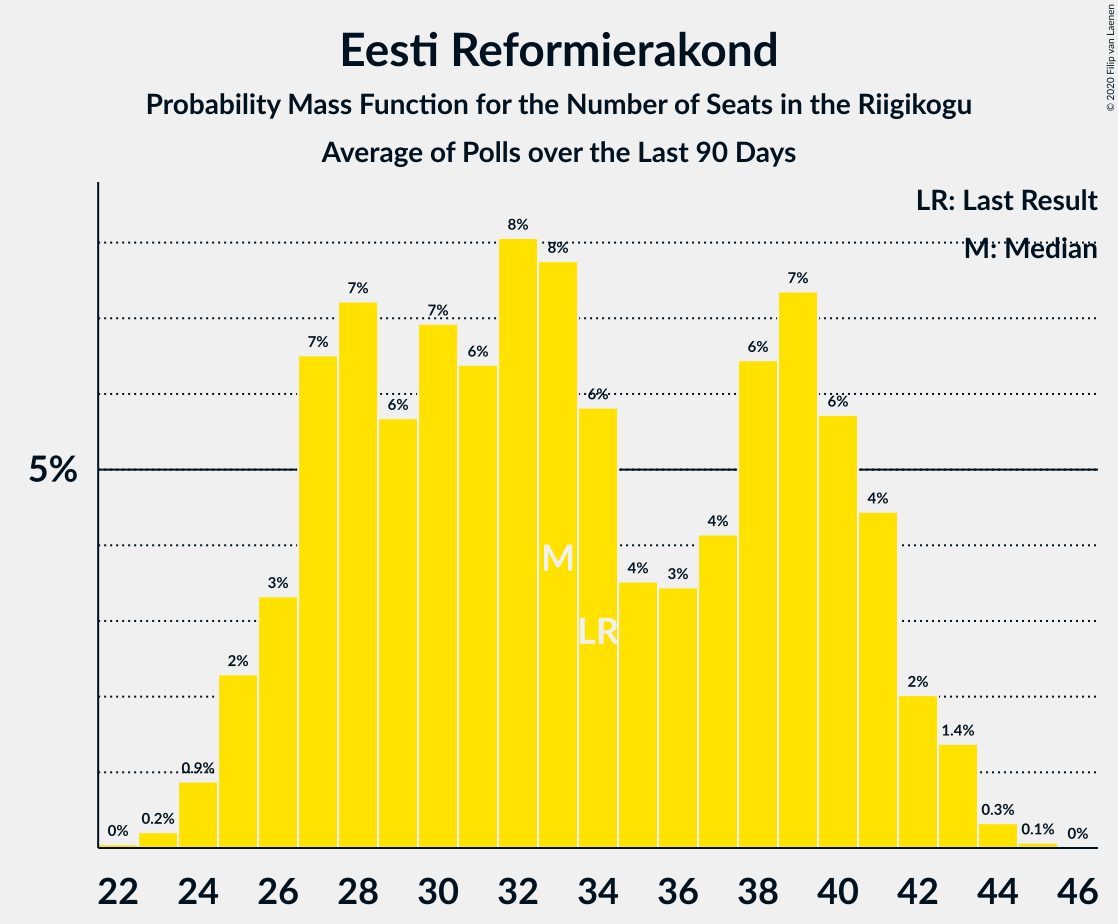 Eesti Reformierakond
Probability Mass Function for the Number of Seats in the Riigikogu
Average of Polls over the Last 90 Days
© 2020 Filip van Laenen
LR: Last Result
M: Median
5%
0%
0.2%
0.9%
2%
3%
7%
7%
6%
7%
6%
8%
8%
6%
4%
3%
4%
6%
7%
6%
4%
2%
1.4%
0.3%
0.1%
0%
M
LR
22 24 26 28 30 32 34 36 38 40 42 44 46